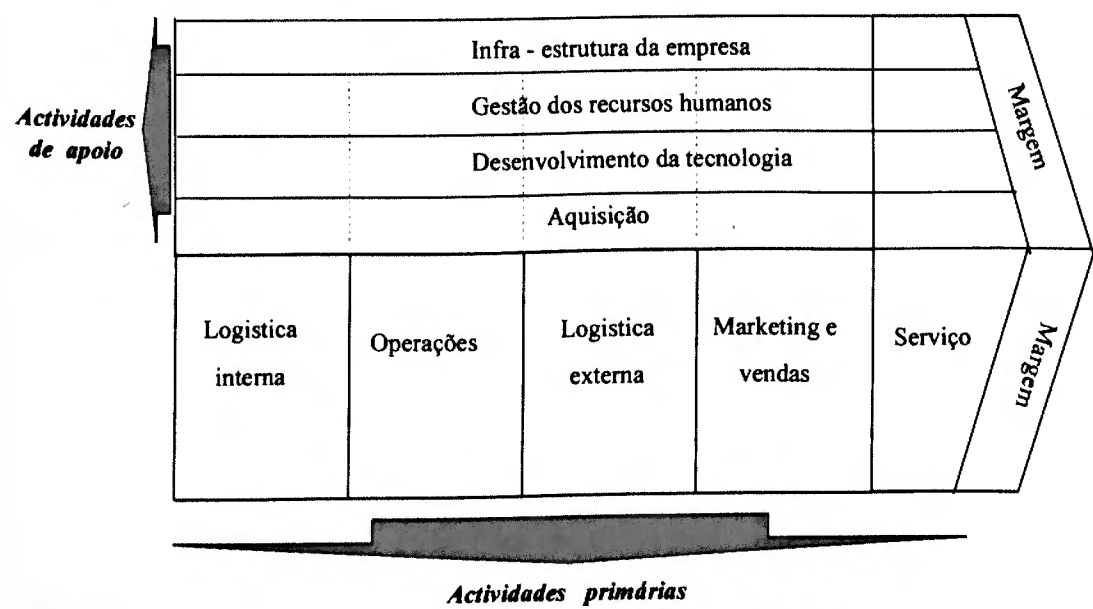 Infra - estrutura da empresa
Gestão dos recursos humanos
Desenvolvimento da tecnologia
Aquisição
Actividades
de apoio
Margem
Logistica
interna
Operações
Logistica
externa
Marketing e
vendas
Serviço
Margem
Actividades primárias